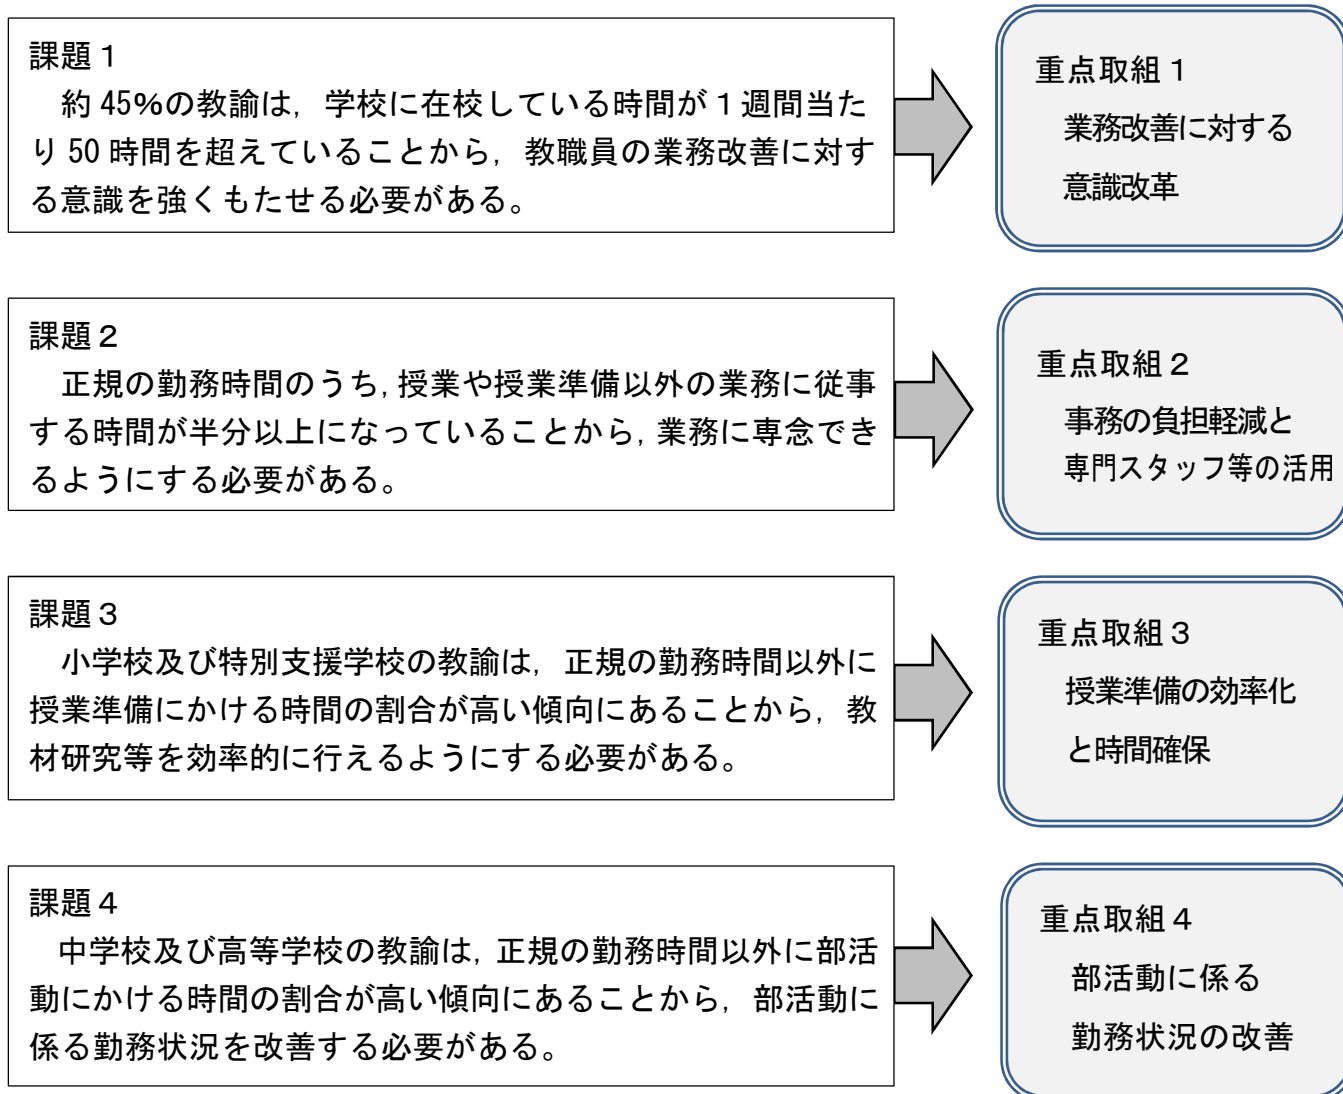 課題１
約45%の教諭は，学校に在校している時間が１週間当た
り50時間を超えていることから，教職員の業務改善に対す
る意識を強くもたせる必要がある。
重点取組１
業務改善に対する
意識改革
課題２
正規の勤務時間のうち，授業や授業準備以外の業務に従事
する時間が半分以上になっていることから，業務に専念でき
るようにする必要がある。
重点取組２
事務の負担軽減と
専門スタッフ等の活用
課題３
小学校及び特別支援学校の教諭は，正規の勤務時間以外に
授業準備にかける時間の割合が高い傾向にあることから，教
材研究等を効率的に行えるようにする必要がある。
重点取組３
授業準備の効率化
と時間確保
課題４
中学校及び高等学校の教諭は，正規の勤務時間以外に部活
動にかける時間の割合が高い傾向にあることから，部活動に
係る勤務状況を改善する必要がある。
重点取組４
部活動に係る
勤務状況の改善